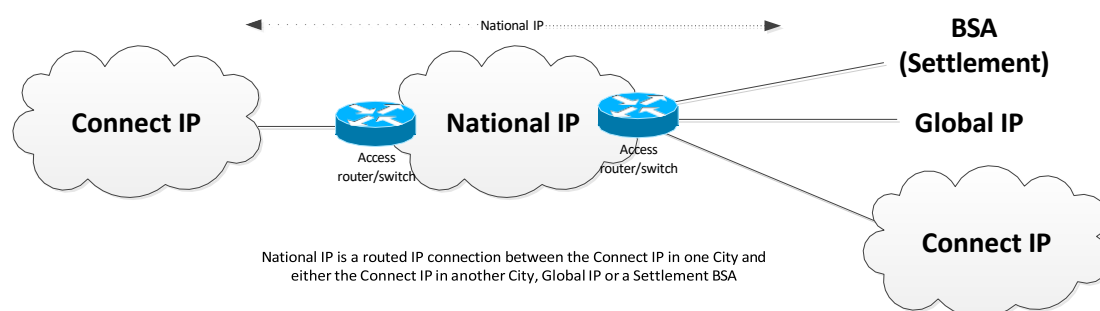 National IP
BSA
(Settlement)
Connect IP
National IP
Global IP
Access
router/switch
Access
router/switch
Connect IP
National IP is a routed IP connection between the Connect IP in one City and
either the Connect IP in another City, Global IP or a Settlement BSA